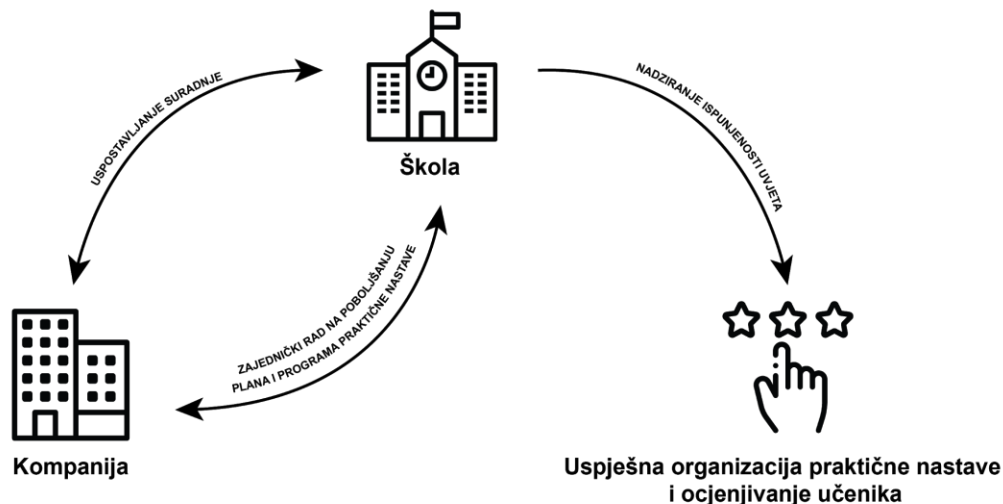 USPOSTAVLJANJE SURADNJE
NADZIRANJE ISPUNJENOSTI UVJETA
Škola
ZAJEDNIČKI RAD NA POBOLJŠANJU
PLANA I PROGRAMA PRAKTIČNE NASTAVE
Kompanija
Uspješna organizacija praktične nastave
i ocjenjivanje učenika